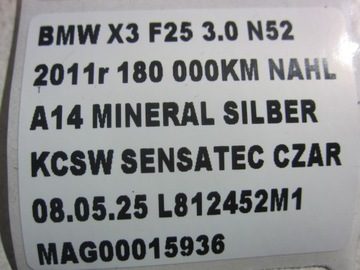 BMW X3 F25 3.0 N52
2011r 180 000KM NAHL
A14 MINERAL SILBER
KCSW SENSATEC CZAR
08.05.25 L812452M1
MAG00015936